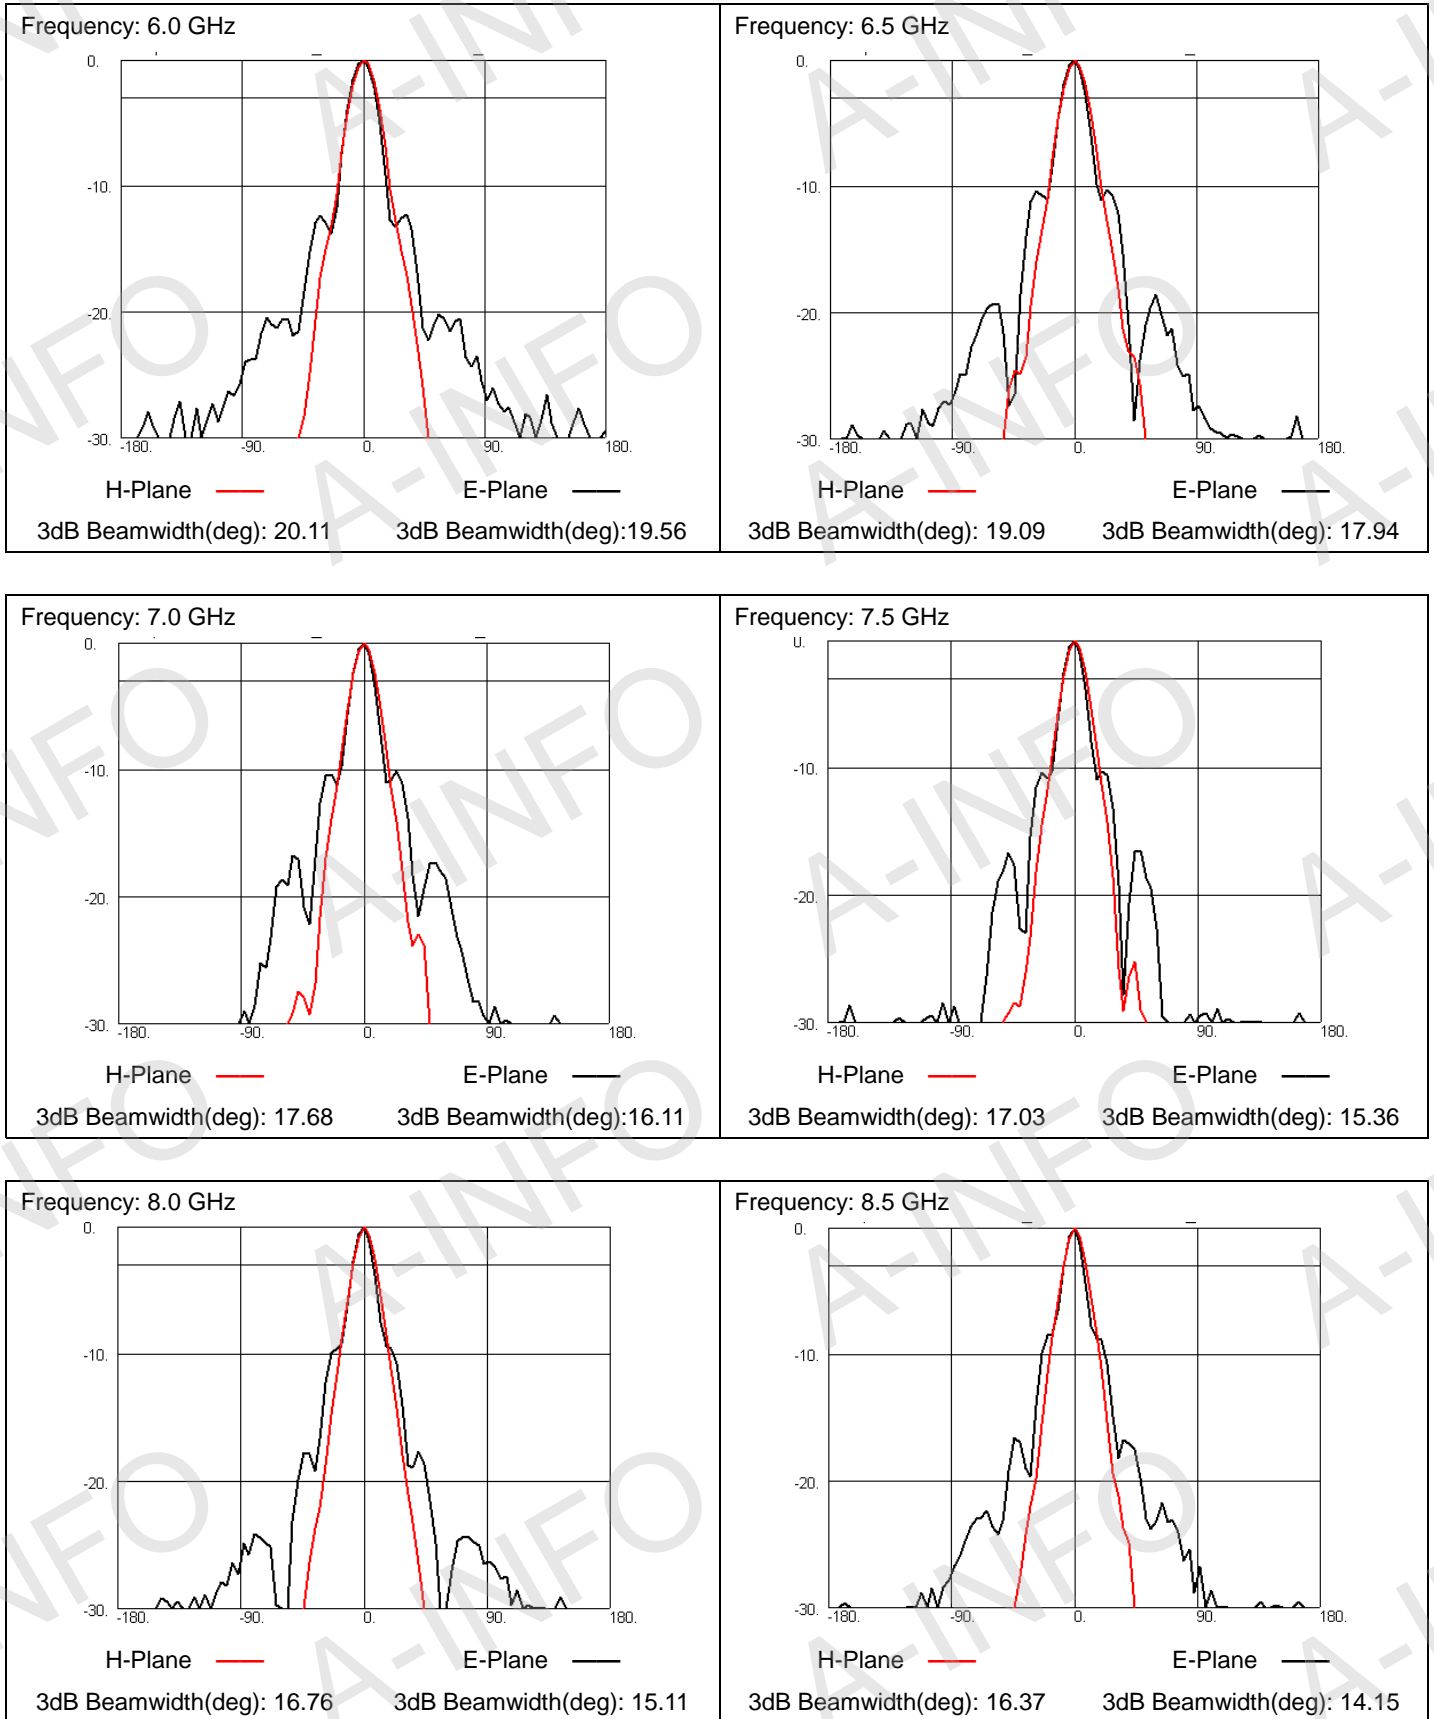 Frequency: 6.0 GHz
0.
-10.
-20.
-30.
-180. -90. 0. 90. 180.
H-Plane E-Plane
3dB Beamwidth(deg): 20.11 3dB Beamwidth(deg):19.56
Frequency: 6.5 GHz
0.
-10.
-20.
-30.
-180. -90. 0. 90. 180.
H-Plane E-Plane
3dB Beamwidth(deg): 19.09 3dB Beamwidth(deg): 17.94
Frequency: 7.0 GHz
0.
-10.
-20.
-30.
-180. -90. 0. 90. 180.
H-Plane E-Plane
3dB Beamwidth(deg): 17.68 3dB Beamwidth(deg):16.11
Frequency: 7.5 GHz
0.
-10.
-20.
-30.
-180. -90. 0. 90. 180.
H-Plane E-Plane
3dB Beamwidth(deg): 17.03 3dB Beamwidth(deg): 15.36
Frequency: 8.0 GHz
0.
-10.
-20.
-30.
-180. -90. 0. 90. 180.
H-Plane E-Plane
3dB Beamwidth(deg): 16.76 3dB Beamwidth(deg): 15.11
Frequency: 8.5 GHz
0.
-10.
-20.
-30.
-180. -90. 0. 90. 180.
H-Plane E-Plane
3dB Beamwidth(deg): 16.37 3dB Beamwidth(deg): 14.15
A-INFO